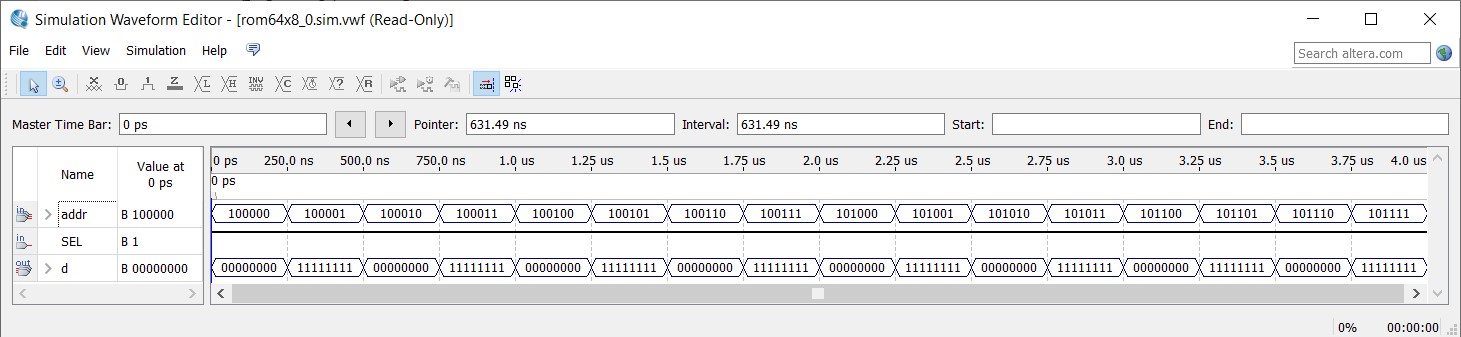 Simulation Waveform Editor - [rom64x8_0.sim.vwf (Read-Only)]
File Edit View Simulation Help
Search altera.com
Master Time Bar: 0 ps Pointer: 631.49 ns Interval: 631.49 ns Start: End:
Name Value at 0 ps
0 ps 250.0 ns 500.0 ns 750.0 ns 1.0 us 1.25 us 1.5 us 1.75 us 2.0 us 2.25 us 2.5 us 2.75 us 3.0 us 3.25 us 3.5 us 3.75 us 4.0 us
0 ps
in addr B 100000 100000 100001 100010 100011 100100 100101 100110 100111 101000 101001 101010 101011 101100 101101 101110 101111
in SEL B 1
out d B 00000000 00000000 11111111 00000000 11111111 00000000 11111111 00000000 11111111 00000000 11111111 00000000 11111111 00000000 11111111 00000000 11111111
0% 00:00:00